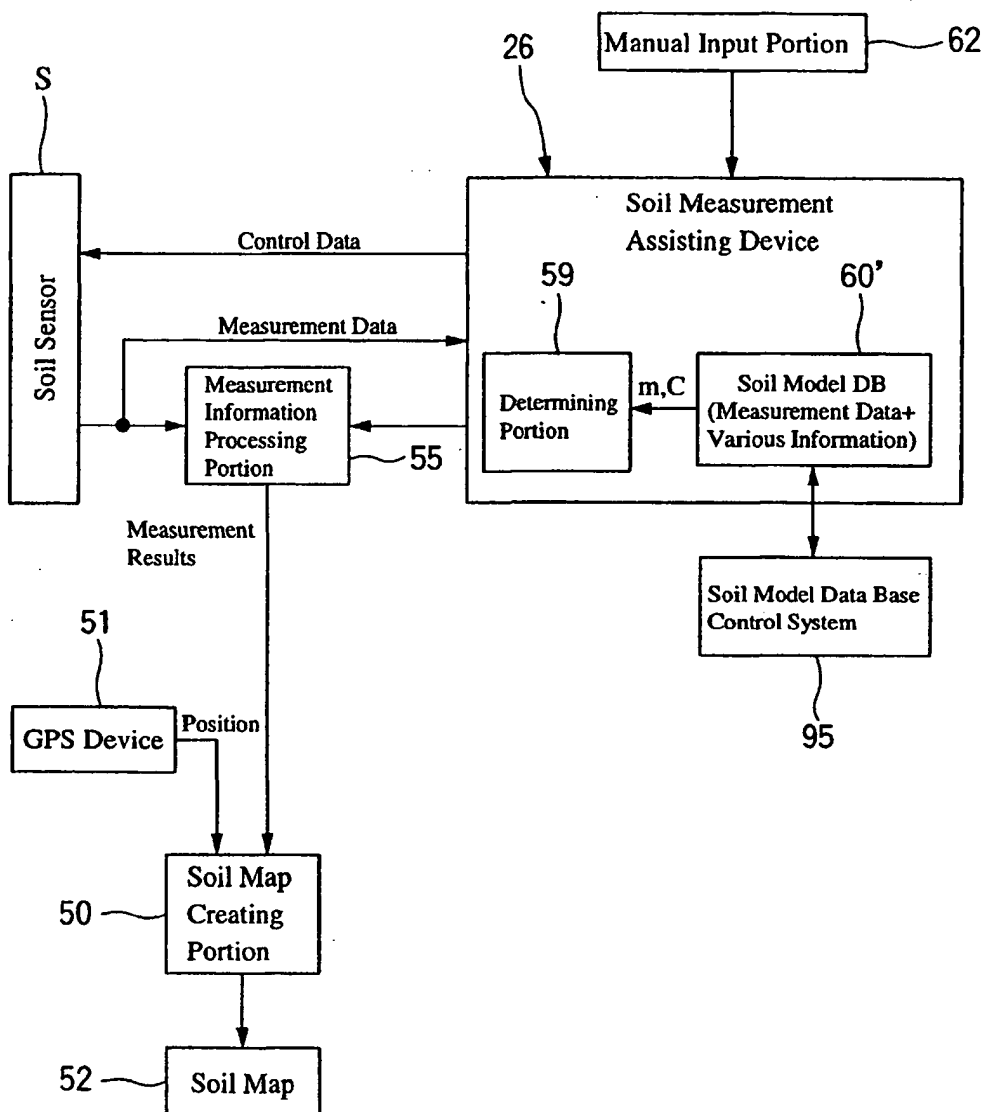 Manual Input Portion
62
26
S
Soil Measurement
Assisting Device
Control Data
59
60’
Soil Sensor
Measurement Data
Measurement
Information
Processing
Portion
55
Determining
Portion
m,C
Soil Model DB
(Measurement Data+
Various Information)
Measurement
Results
Soil Model Data Base
Control System
95
51
GPS Device
Position
50
Soil Map
Creating
Portion
52
Soil Map